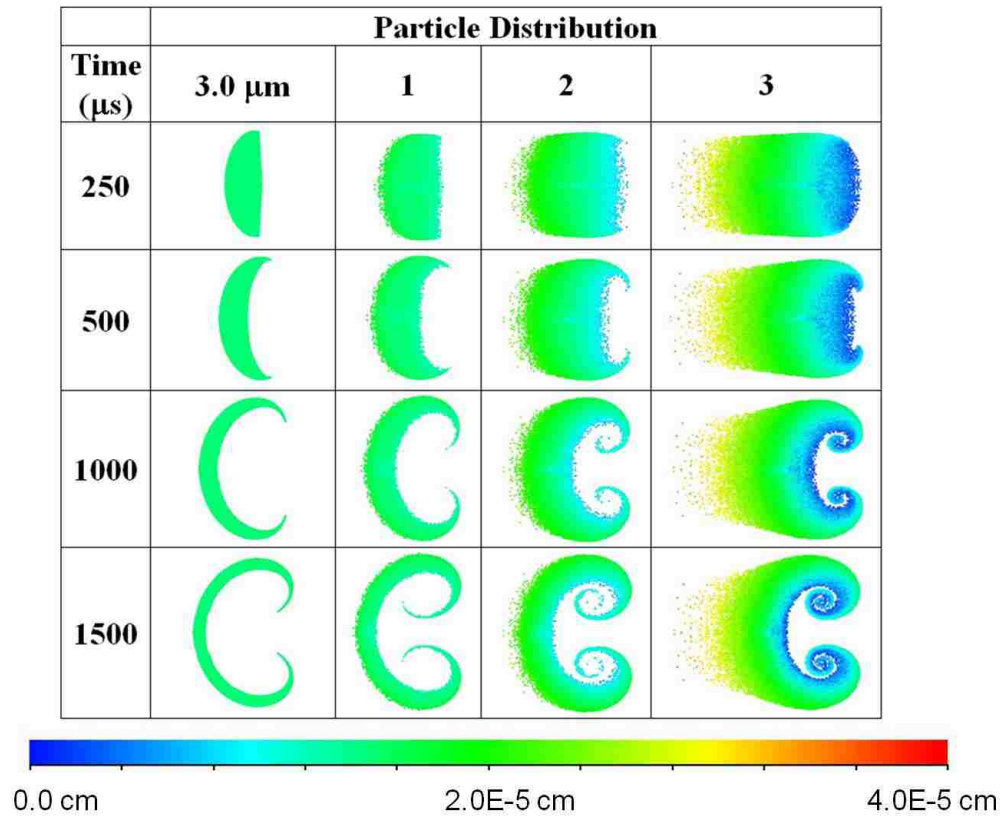 Particle Distribution
Time
(µs)
3.0 µm
1
2
3
250
500
1000
1500
0.0 cm
2.0E-5 cm
4.0E-5 cm